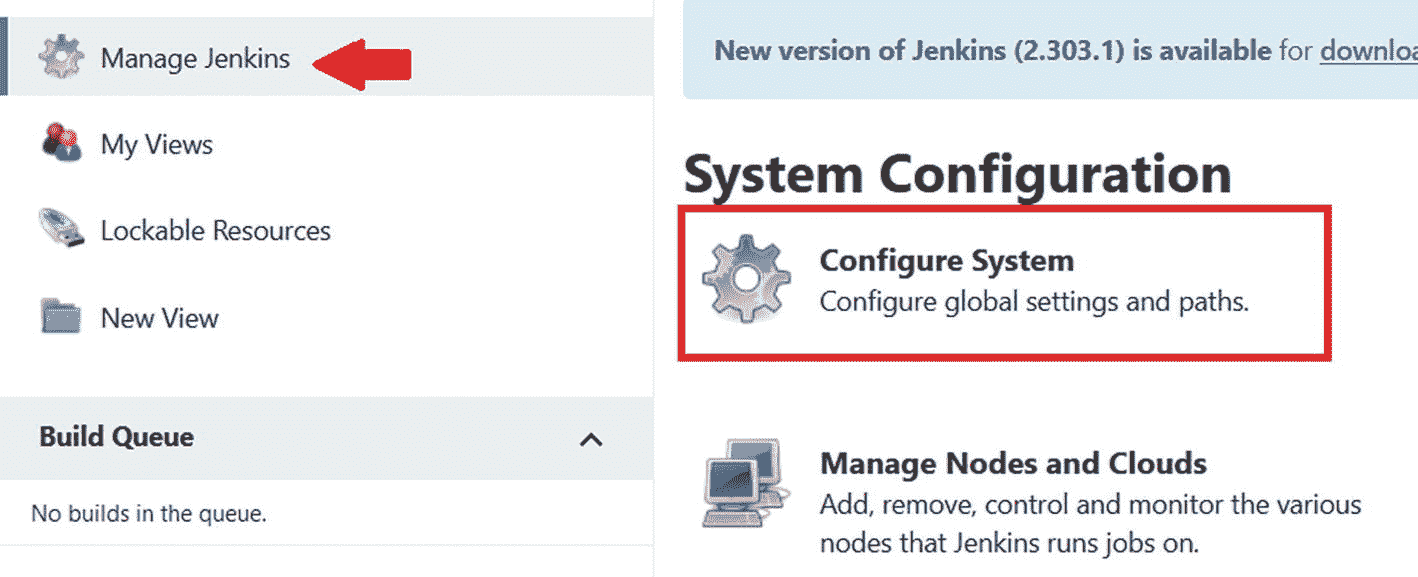 Manage Jenkins
My Views
Lockable Resources
New View
Build Queue
No builds in the queue.
New version of Jenkins (2.303.1) is available for downloa
System Configuration
Configure System
Configure global settings and paths.
Manage Nodes and Clouds
Add, remove, control and monitor the various
nodes that Jenkins runs jobs on.